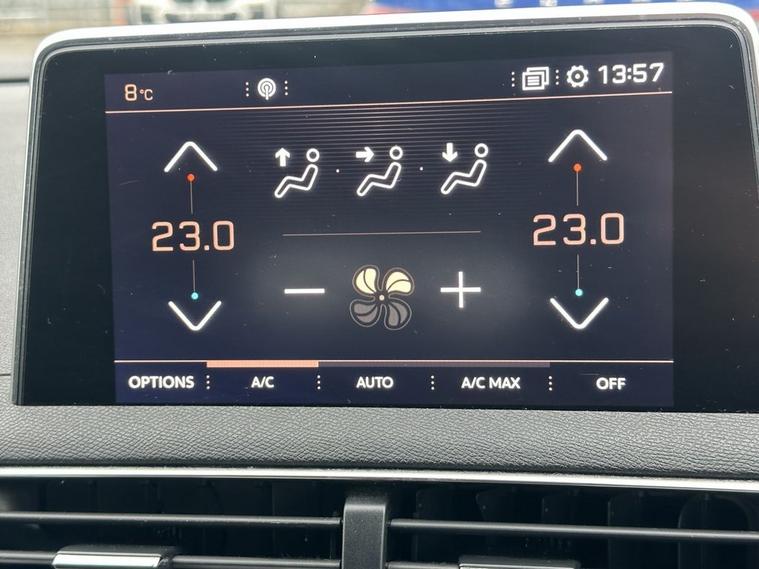 8°C 13:57
23.0 23.0
OPTIONS A/C AUTO A/C MAX OFF